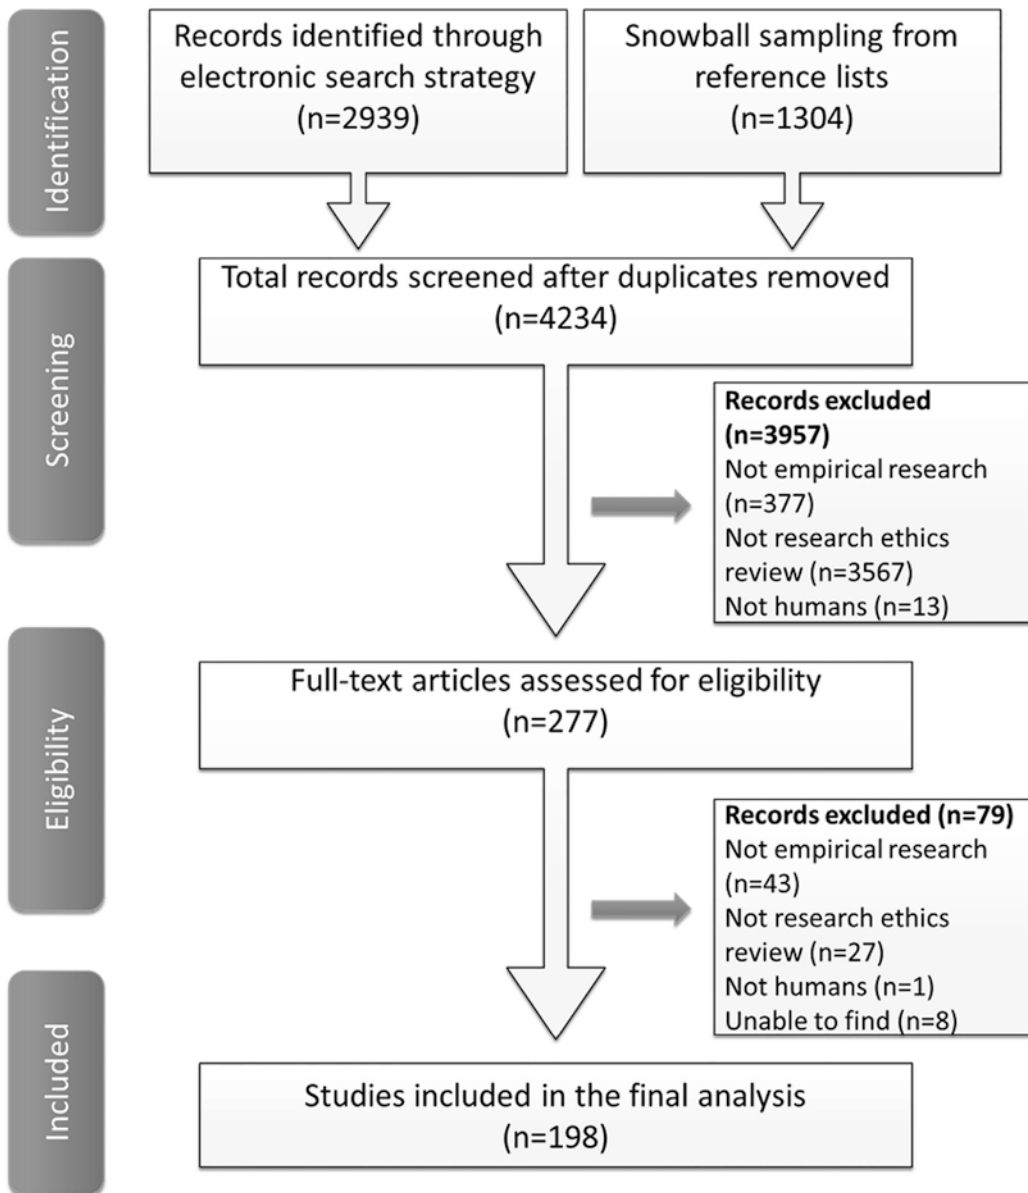 Identification
Records identified through
electronic search strategy
(n=2939)
Snowball sampling from
reference lists
(n=1304)
Screening
Total records screened after duplicates removed
(n=4234)
Records excluded
(n=3957)
Not empirical research
(n=377)
Not research ethics
review (n=3567)
Not humans (n=13)
Eligibility
Full-text articles assessed for eligibility
(n=277)
Records excluded (n=79)
Not empirical research
(n=43)
Not research ethics
review (n=27)
Not humans (n=1)
Unable to find (n=8)
Included
Studies included in the final analysis
(n=198)